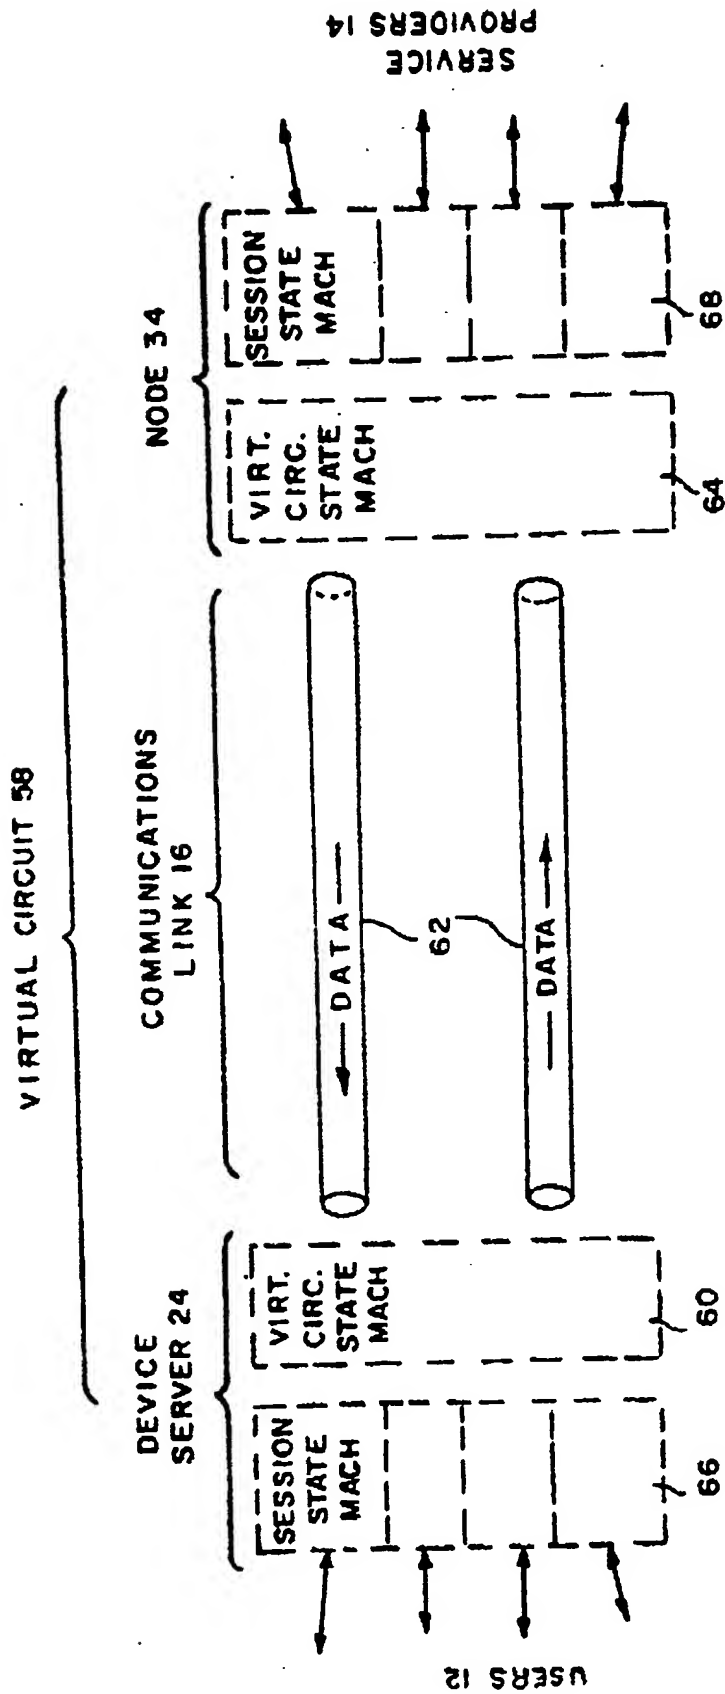 VIRTUAL CIRCUIT 58
DEVICE
SERVER 24
COMMUNICATIONS
LINK 16
NODE 34
SESSION
STATE
MACH
VIRT.
CIRC.
STATE
MACH
DATA
DATA
VIRT.
CIRC.
STATE
MACH
SESSION
STATE
MACH
62
66
60
64
68
USERS 12
SERVICE
PROVIDERS 14